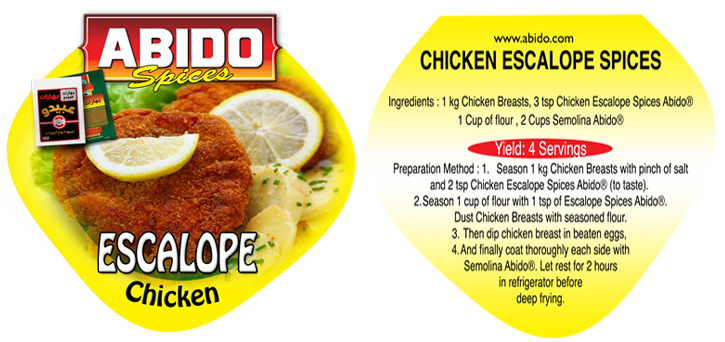 ABIDO
Spices
بهارات
عبيدو
ESCALOPE
Chicken
www.abido.com
CHICKEN ESCALOPE SPICES
Ingredients : 1 kg Chicken Breasts, 3 tsp Chicken Escalope Spices Abido®
1 Cup of flour , 2 Cups Semolina Abido®
Yield: 4 Servings
Preparation Method : 1. Season 1 kg Chicken Breasts with pinch of salt
and 2 tsp Chicken Escalope Spices Abido® (to taste).
2. Season 1 cup of flour with 1 tsp of Escalope Spices Abido®.
Dust Chicken Breasts with seasoned flour.
3. Then dip chicken breast in beaten eggs,
4. And finally coat thoroughly each side with
Semolina Abido®. Let rest for 2 hours
in refrigerator before
deep frying.